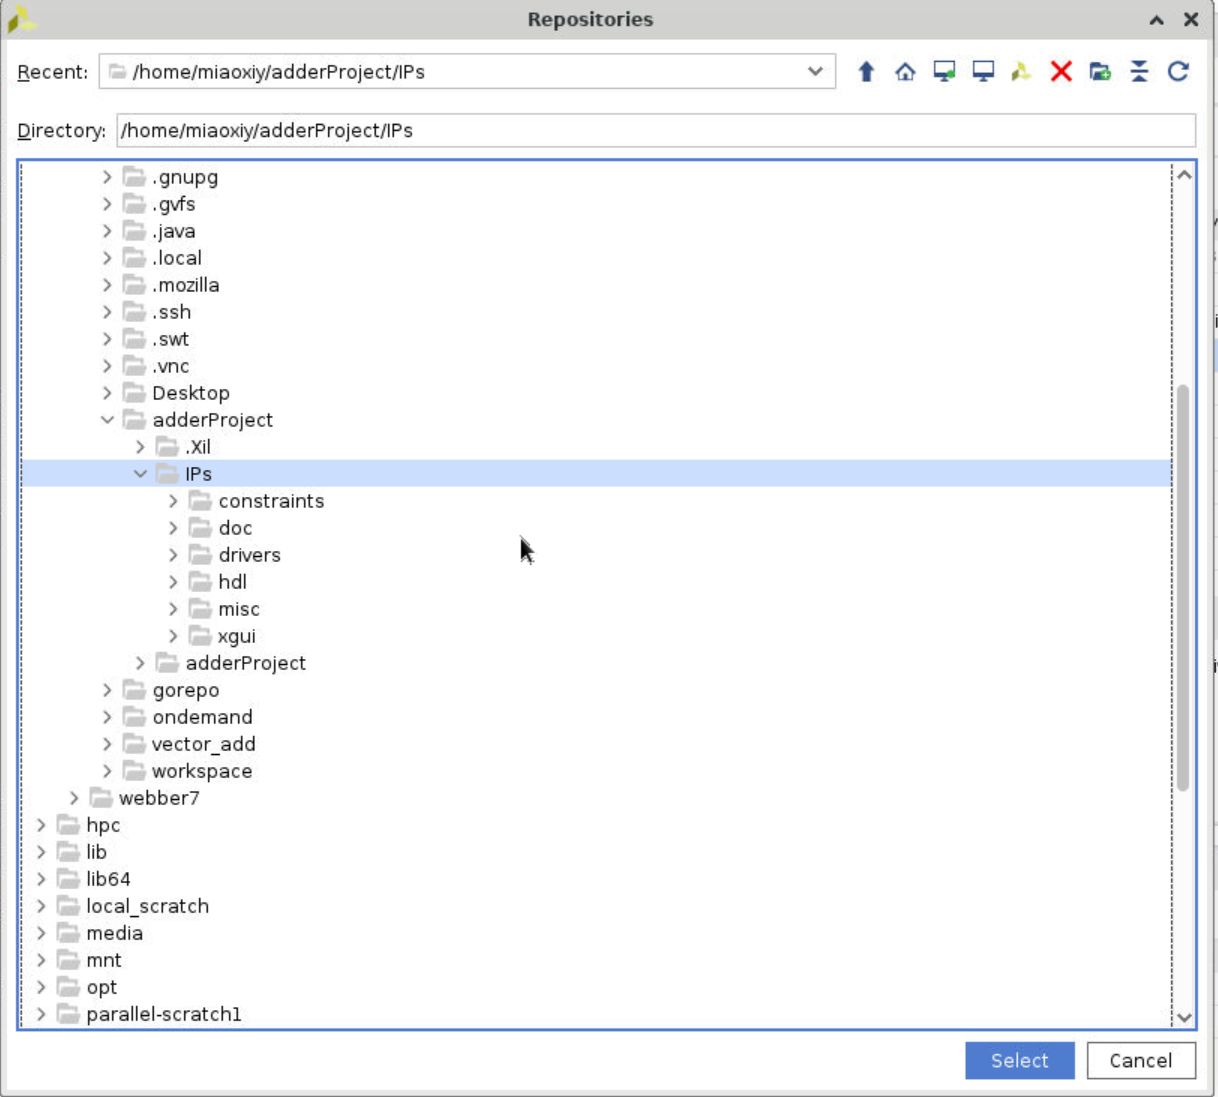 Repositories
Recent: /home/miaoxiy/adderProject/IPs
Directory: /home/miaoxiy/adderProject/IPs
.gnupg
.gvfs
.java
.local
.mozilla
.ssh
.swt
.vnc
Desktop
adderProject
.Xil
IPs
constraints
doc
drivers
hdl
misc
xgui
adderProject
gorepo
ondemand
vector_add
workspace
webber7
hpc
lib
lib64
local_scratch
media
mnt
opt
parallel-scratch1
Select Cancel